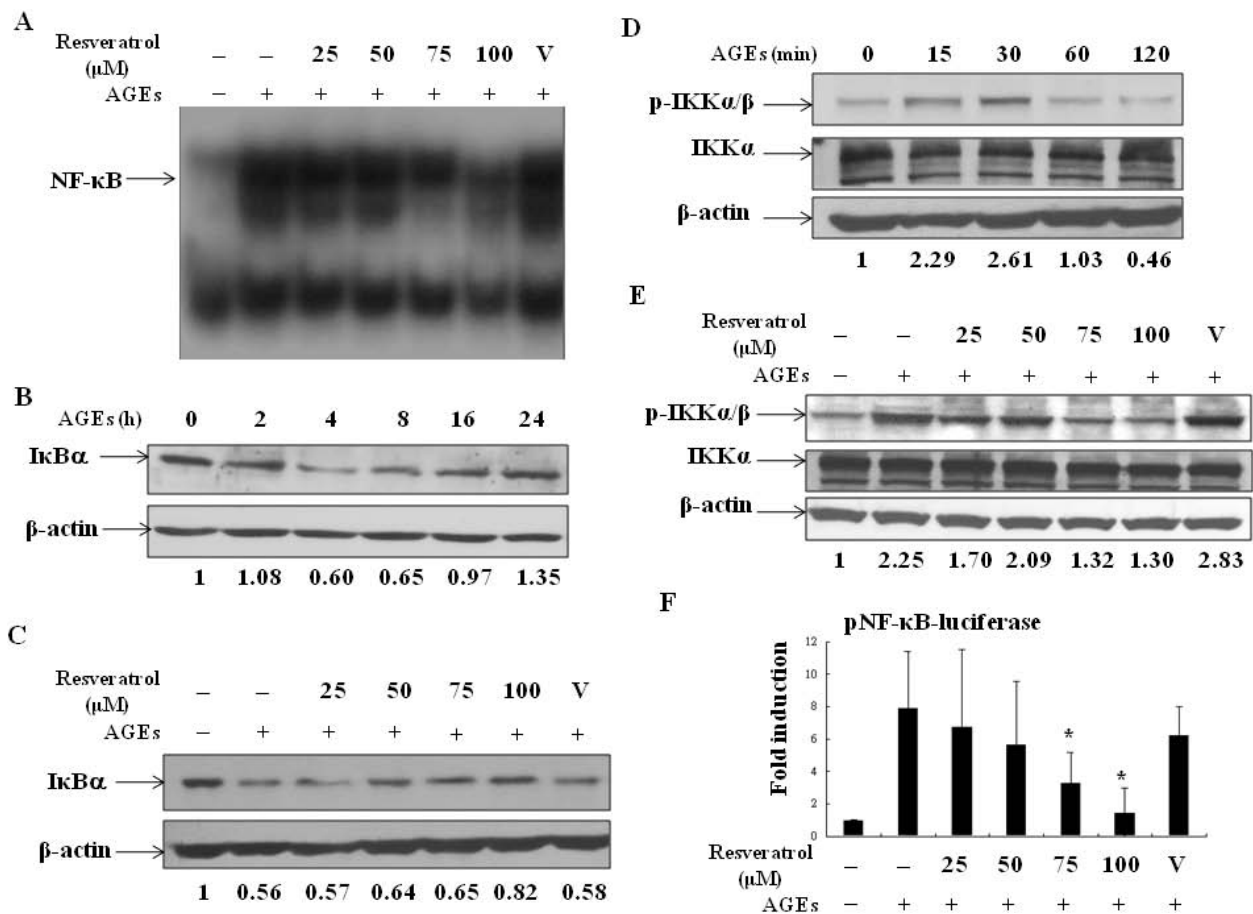 A
Resveratrol
(μM)
– – 25 50 75 100 V
AGEs
– + + + + + +
NF-κB
B
AGEs (h) 0 2 4 8 16 24
IκBα
β-actin
1 1.08 0.60 0.65 0.97 1.35
C
Resveratrol
(μM)
– – 25 50 75 100 V
AGEs
– + + + + + +
IκBα
β-actin
1 0.56 0.57 0.64 0.65 0.82 0.58
D
AGEs (min) 0 15 30 60 120
p-IKKα/β
IKKα
β-actin
1 2.29 2.61 1.03 0.46
E
Resveratrol
(μM)
– – 25 50 75 100 V
AGEs
– + + + + + +
p-IKKα/β
IKKα
β-actin
1 2.25 1.70 2.09 1.32 1.30 2.83
F
pNF-κB-luciferase
Fold induction
12
10
8
6
4
2
0
* *
Resveratrol
(μM)
– – 25 50 75 100 V
AGEs – + + + + + +